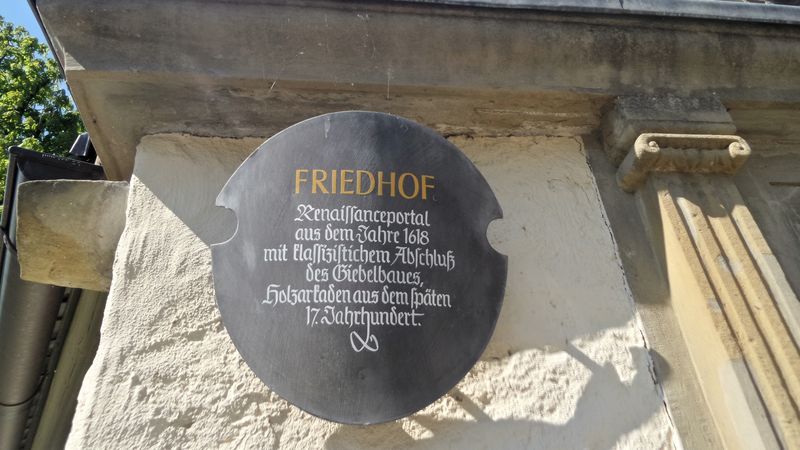 FRIEDHOF
Renaiſſanceportal
aus dem Jahre 1618
mit klaſſiziſtiſchem Abſchluß
des Giebelbaues,
Holzarkaden aus dem ſpäten
17. Jahrhundert.